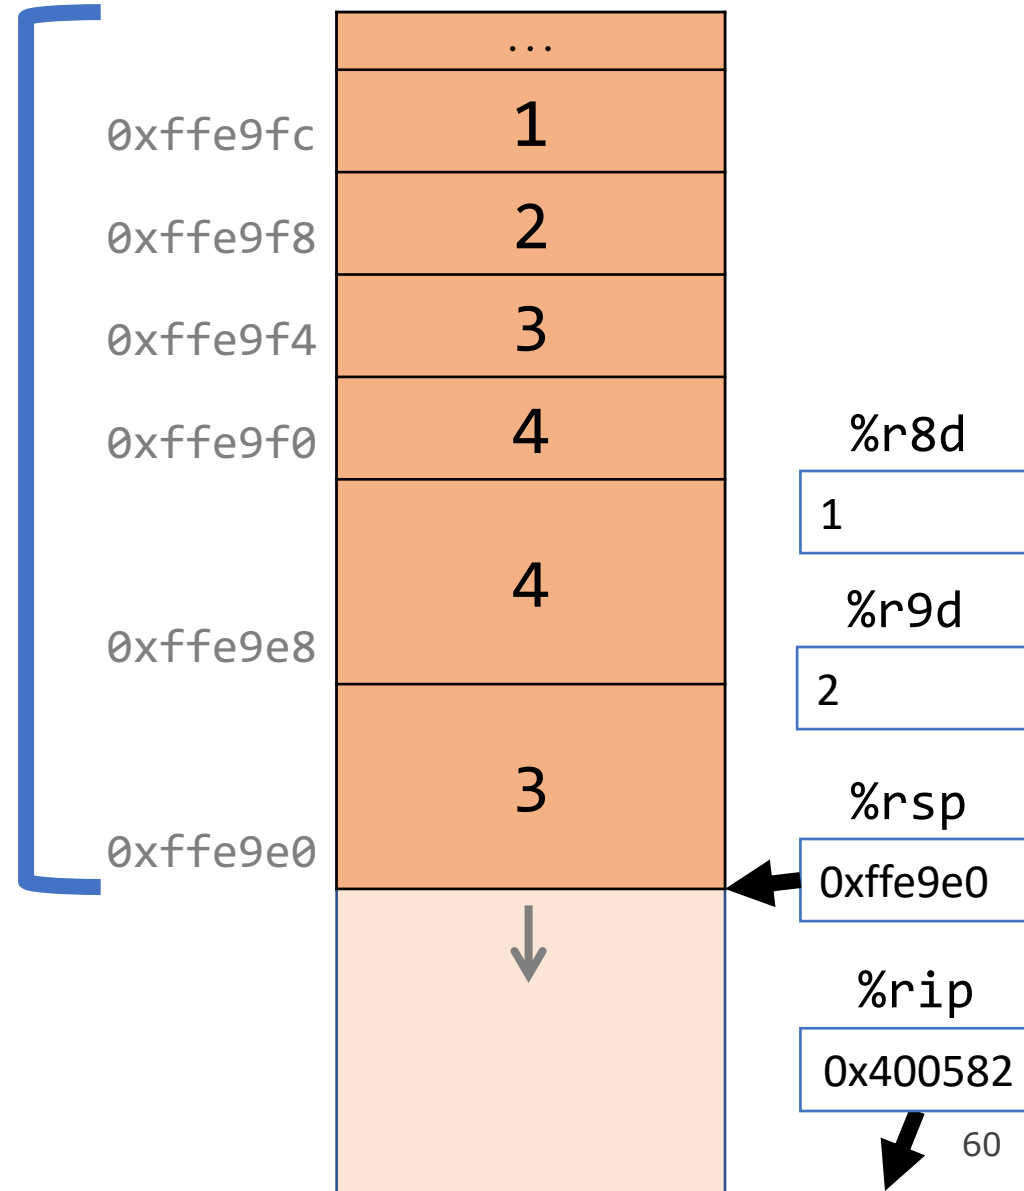 ...
0xffe9fc 1
0xffe9f8 2
0xffe9f4 3
0xffe9f0 4
0xffe9e8 4
0xffe9e0 3
%r8d
1
%r9d
2
%rsp
0xffe9e0
%rip
0x400582
60